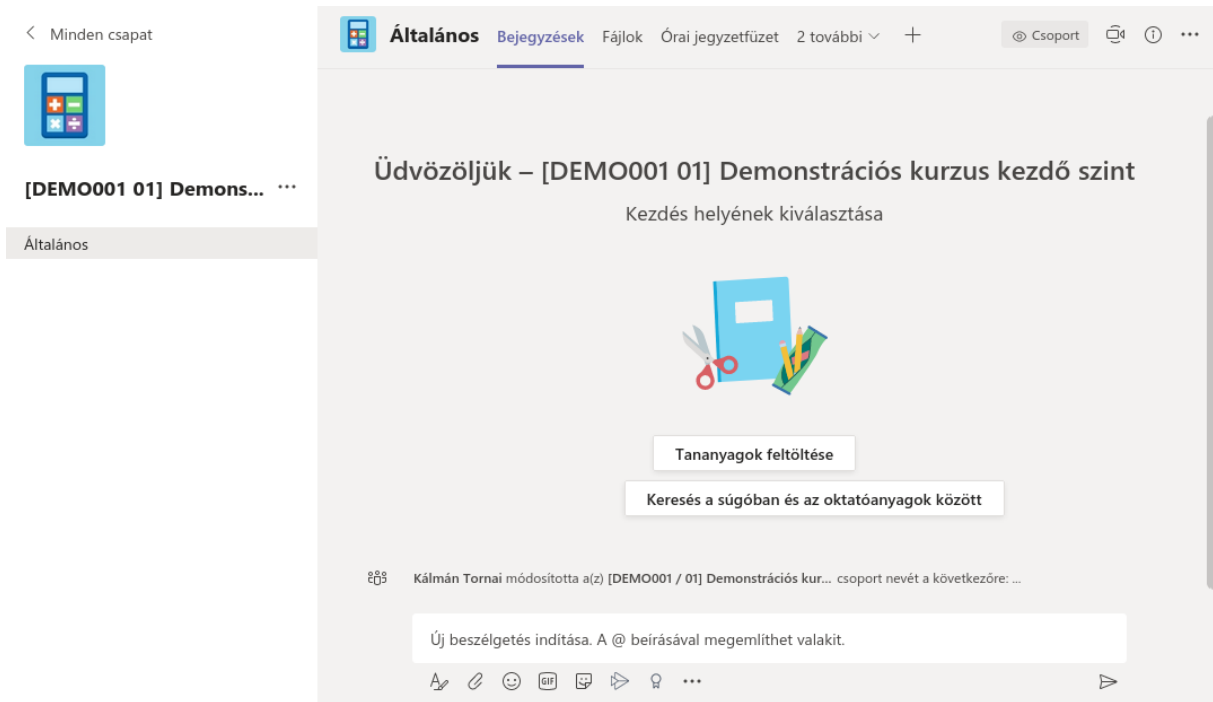 Minden csapat
[DEMO001 01] Demons... ...
Általános
Általános Bejegyzések Fájlok Órai jegyzetfüzet 2 további Csoport ...
Üdvözöljük – [DEMO001 01] Demonstrációs kurzus kezdő szint
Kezdés helyének kiválasztása
Tananyagok feltöltése
Keresés a súgóban és az oktatóanyagok között
Kálmán Tornai módosította a(z) [DEMO001 / 01] Demonstrációs kur... csoport nevét a következőre: ...
Új beszélgetés indítása. A @ beírásával megemlíthet valakit.
GIF